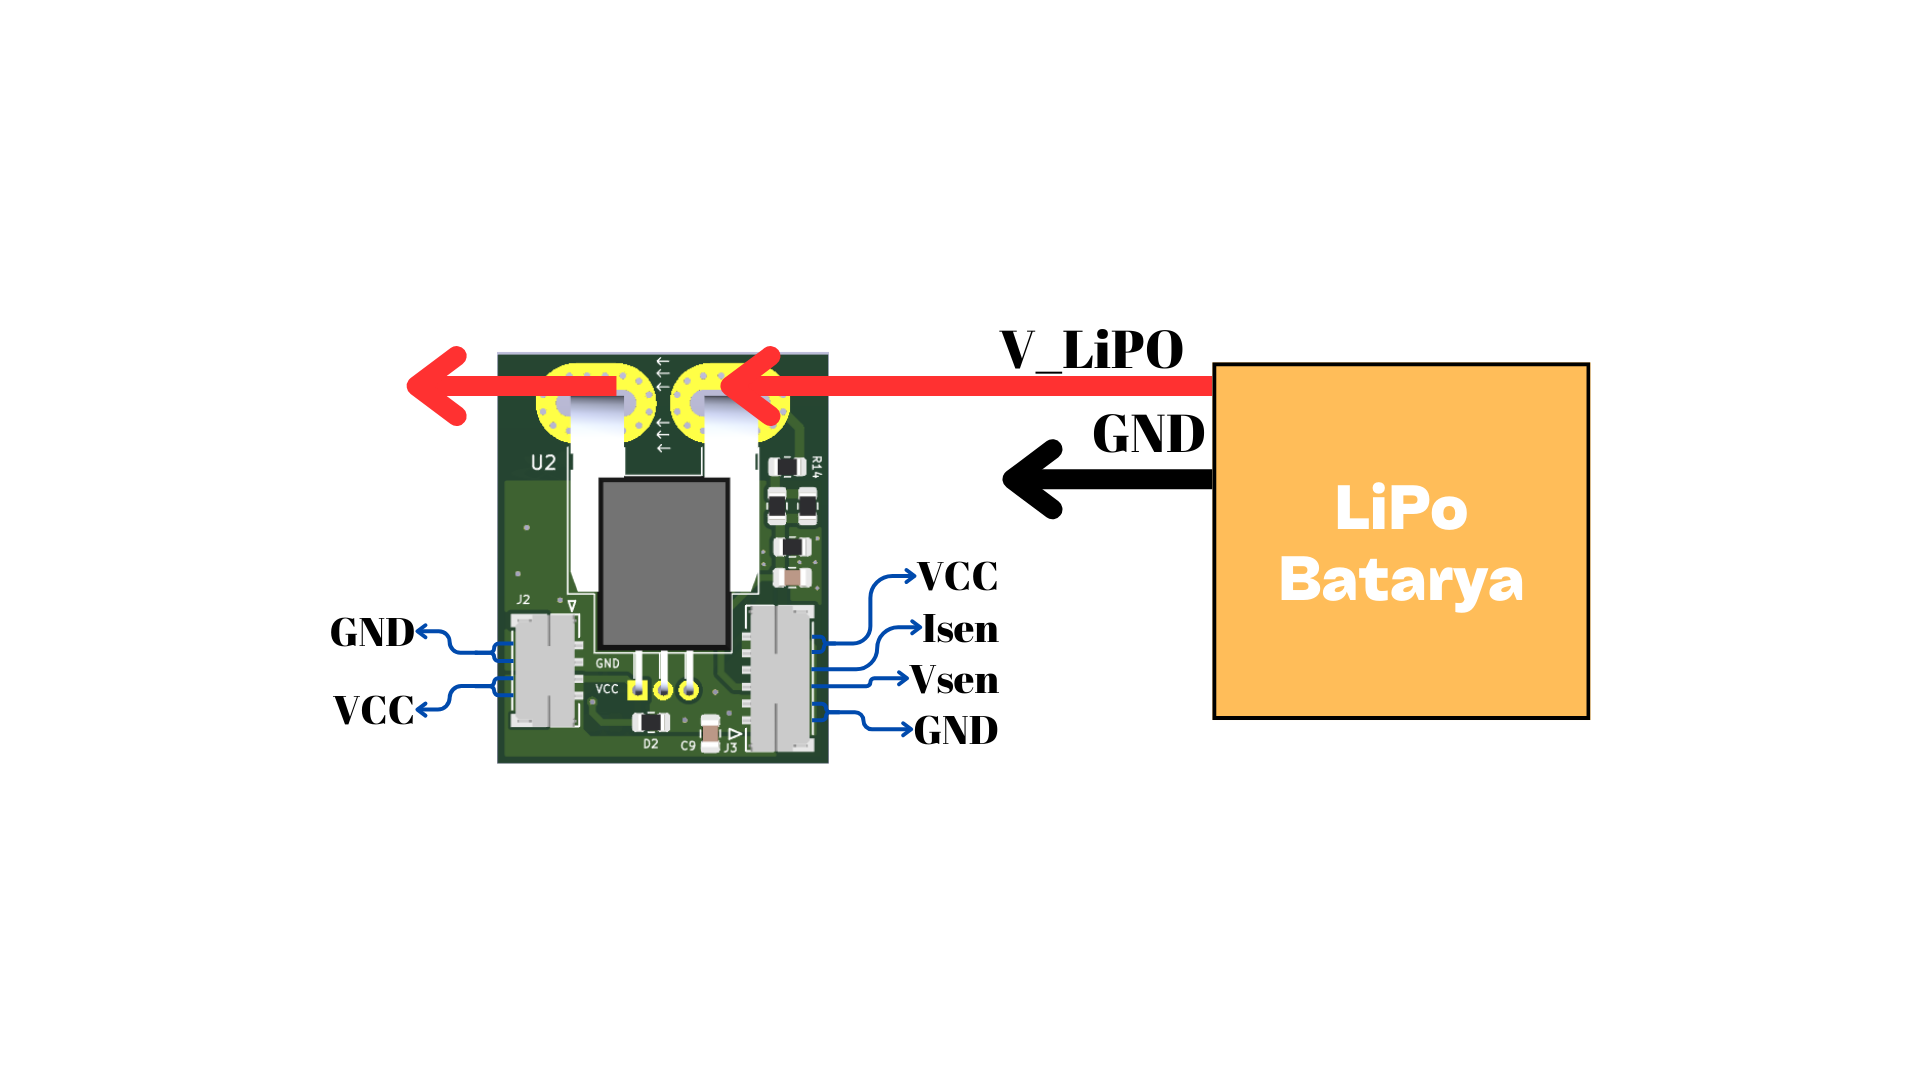 V_LiPO
GND
LiPo
Batarya
U2
R14
J2
GND
VCC
GND
VCC
D2
C9
J3
VCC
Isen
Vsen
GND